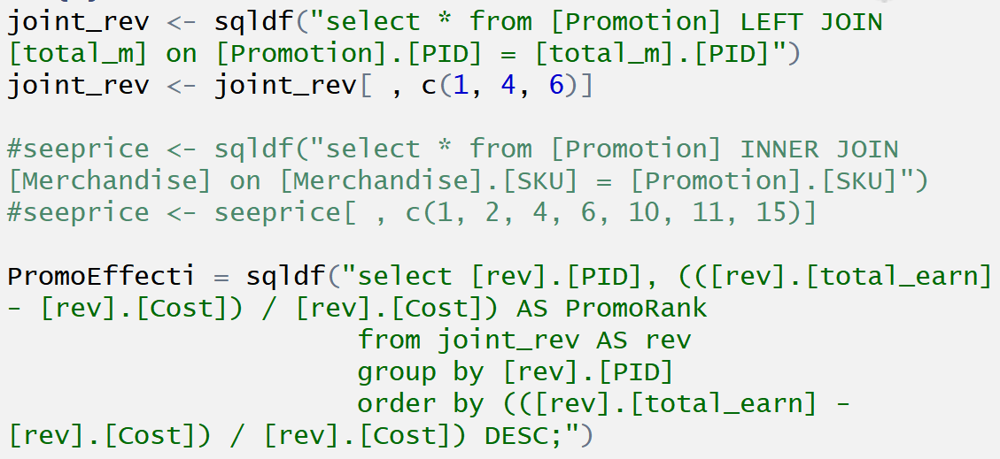 joint_rev <- sqldf("select * from [Promotion] LEFT JOIN
[total_m] on [Promotion].[PID] = [total_m].[PID]")
joint_rev <- joint_rev[ , c(1, 4, 6)]
#seeprice <- sqldf("select * from [Promotion] INNER JOIN
[Merchandise] on [Merchandise].[SKU] = [Promotion].[SKU]")
#seeprice <- seeprice[ , c(1, 2, 4, 6, 10, 11, 15)]
PromoEffecti = sqldf("select [rev].[PID], (([rev].[total_earn]
- [rev].[Cost]) / [rev].[Cost]) AS PromoRank
from joint_rev AS rev
group by [rev].[PID]
order by (([rev].[total_earn] -
[rev].[Cost]) / [rev].[Cost]) DESC;")